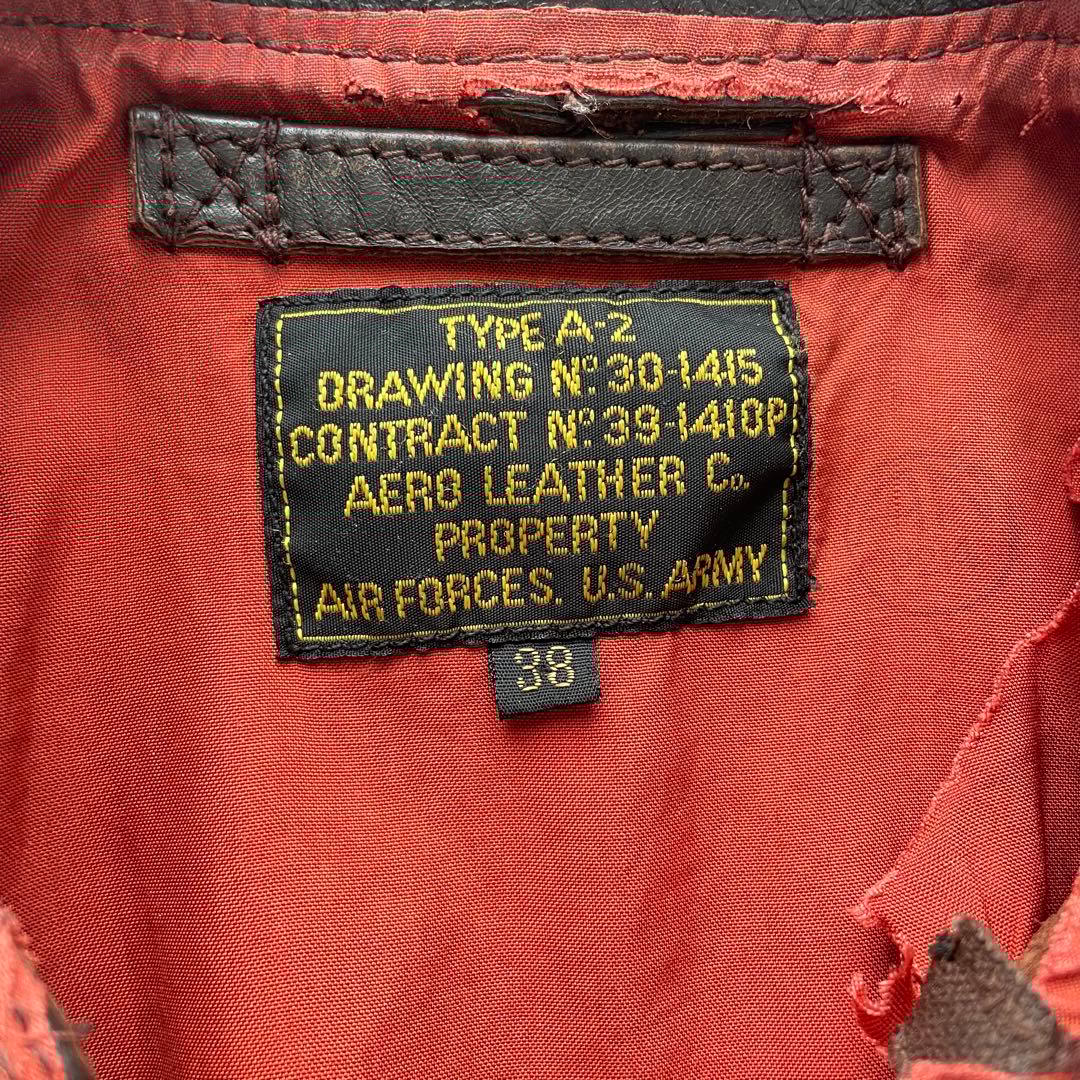 TYPE A-2
DRAWING Nº 30-1415
CONTRACT Nº 39-1410P
AERO LEATHER Co.
PROPERTY
AIR FORCES. U.S. ARMY
38